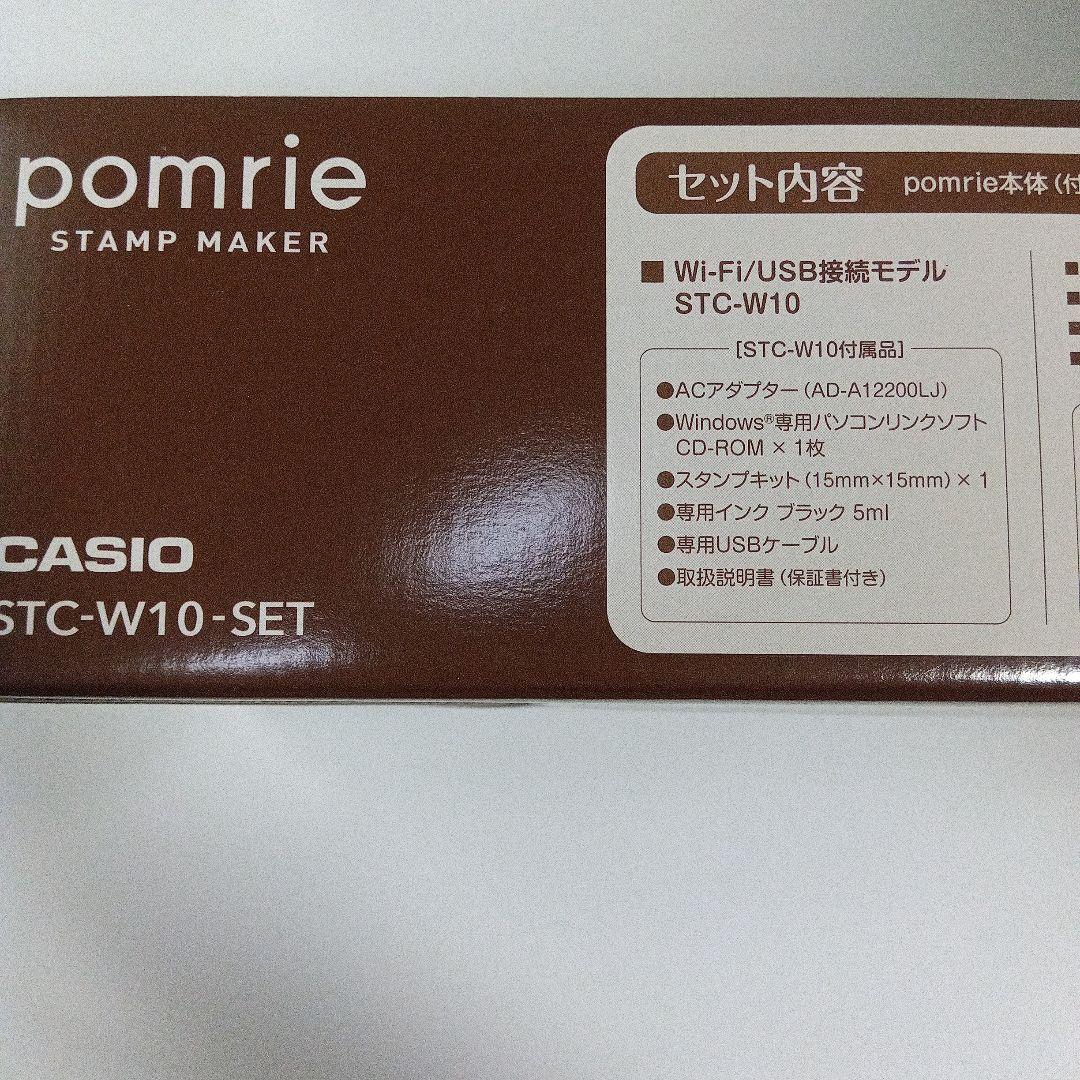 pomrie
STAMP MAKER
CASIO
STC-W10-SET
セット内容 pomrie本体(付
■ Wi-Fi/USB接続モデル
STC-W10
[STC-W10付属品]
●ACアダプター(AD-A12200LJ)
●Windows®専用パソコンリンクソフト
CD-ROM × 1枚
●スタンプキット(15mm×15mm)× 1
●専用インク ブラック 5ml
●専用USBケーブル
●取扱説明書(保証書付き)